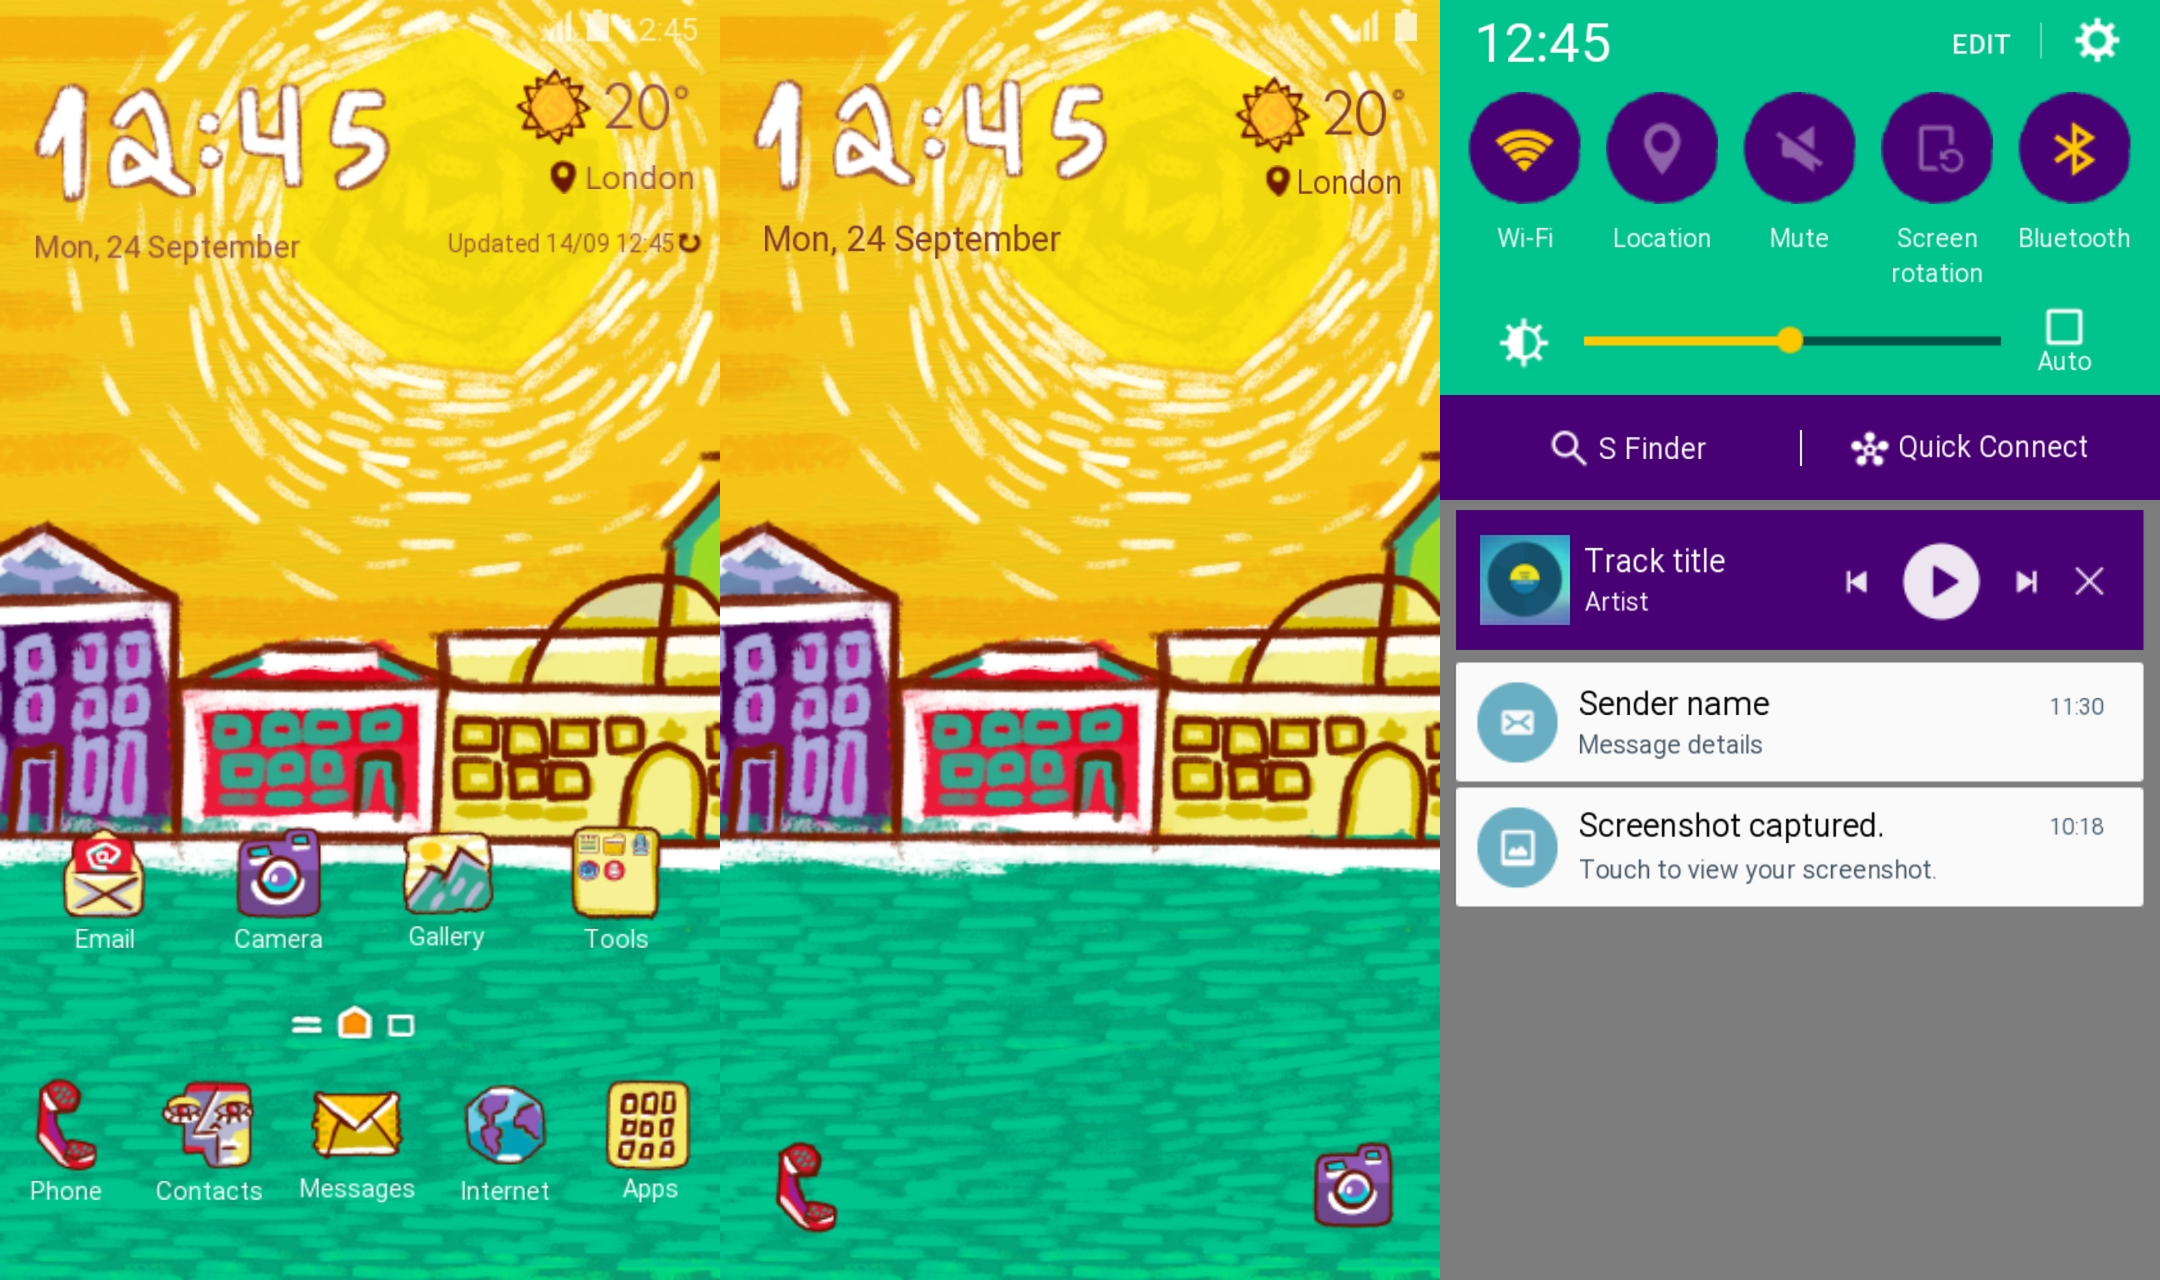 12:45
12:45
20°
London
Mon, 24 September
Updated 14/09 12:45
Email
Camera
Gallery
Tools
Phone
Contacts
Messages
Internet
Apps
12:45
20°
London
Mon, 24 September
12:45
EDIT
Wi-Fi
Location
Mute
Screen
rotation
Bluetooth
Auto
S Finder
Quick Connect
Track title
Artist
Sender name
11:30
Message details
Screenshot captured.
10:18
Touch to view your screenshot.